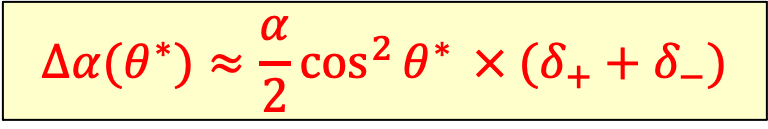 Δα(θ*) ≈ α/2 cos² θ* × (δ₊ + δ₋)